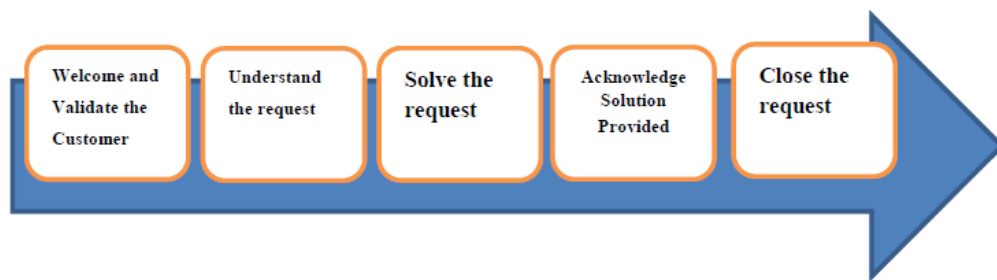 Welcome and
Validate the
Customer
Understand
the request
Solve the
request
Acknowledge
Solution
Provided
Close the
request